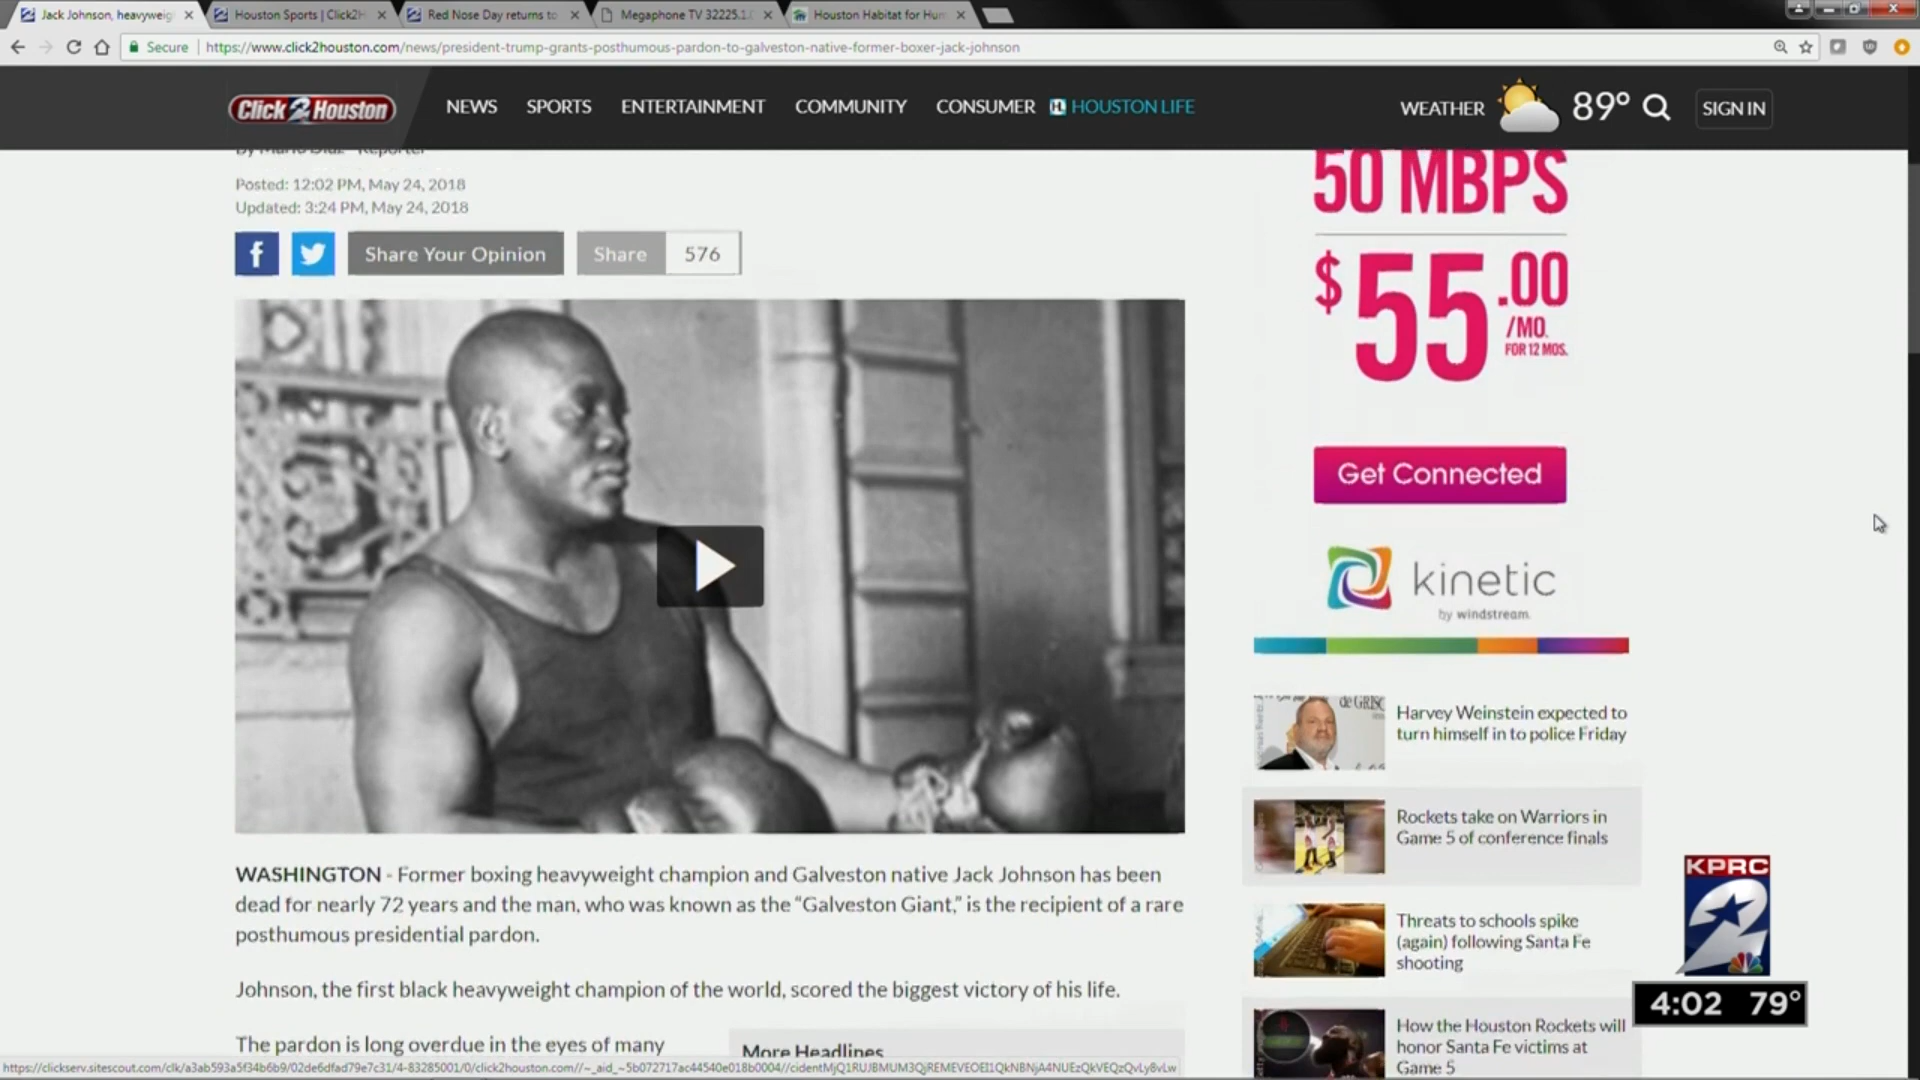 Jack Johnson, heavyweig
Houston Sports | Click2H
Red Nose Day returns to
Megaphone TV 32225.1.
Houston Habitat for Hum
Secure
https://www.click2houston.com/news/president-trump-grants-posthumous-pardon-to-galveston-native-former-boxer-jack-johnson
Click 2 Houston
NEWS
SPORTS
ENTERTAINMENT
COMMUNITY
CONSUMER
HOUSTON LIFE
WEATHER
89°
SIGN IN
By Mario Diaz - Reporter
Posted: 12:02 PM, May 24, 2018
Updated: 3:24 PM, May 24, 2018
Share Your Opinion
Share
576
50 MBPS
$55.00
/MO.
FOR 12 MOS.
Get Connected
kinetic
by windstream.
WASHINGTON - Former boxing heavyweight champion and Galveston native Jack Johnson has been
dead for nearly 72 years and the man, who was known as the “Galveston Giant,” is the recipient of a rare
posthumous presidential pardon.
Johnson, the first black heavyweight champion of the world, scored the biggest victory of his life.
The pardon is long overdue in the eyes of many
More Headlines
de GRISO
Harvey Weinstein expected to
turn himself in to police Friday
Rockets take on Warriors in
Game 5 of conference finals
Threats to schools spike
(again) following Santa Fe
shooting
How the Houston Rockets will
honor Santa Fe victims at
Game 5
KPRC
2
4:02 79°